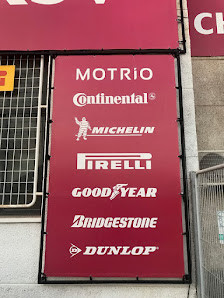 MOTRIO
Continental
MICHELIN
PIRELLI
GOODYEAR
BRIDGESTONE
DUNLOP